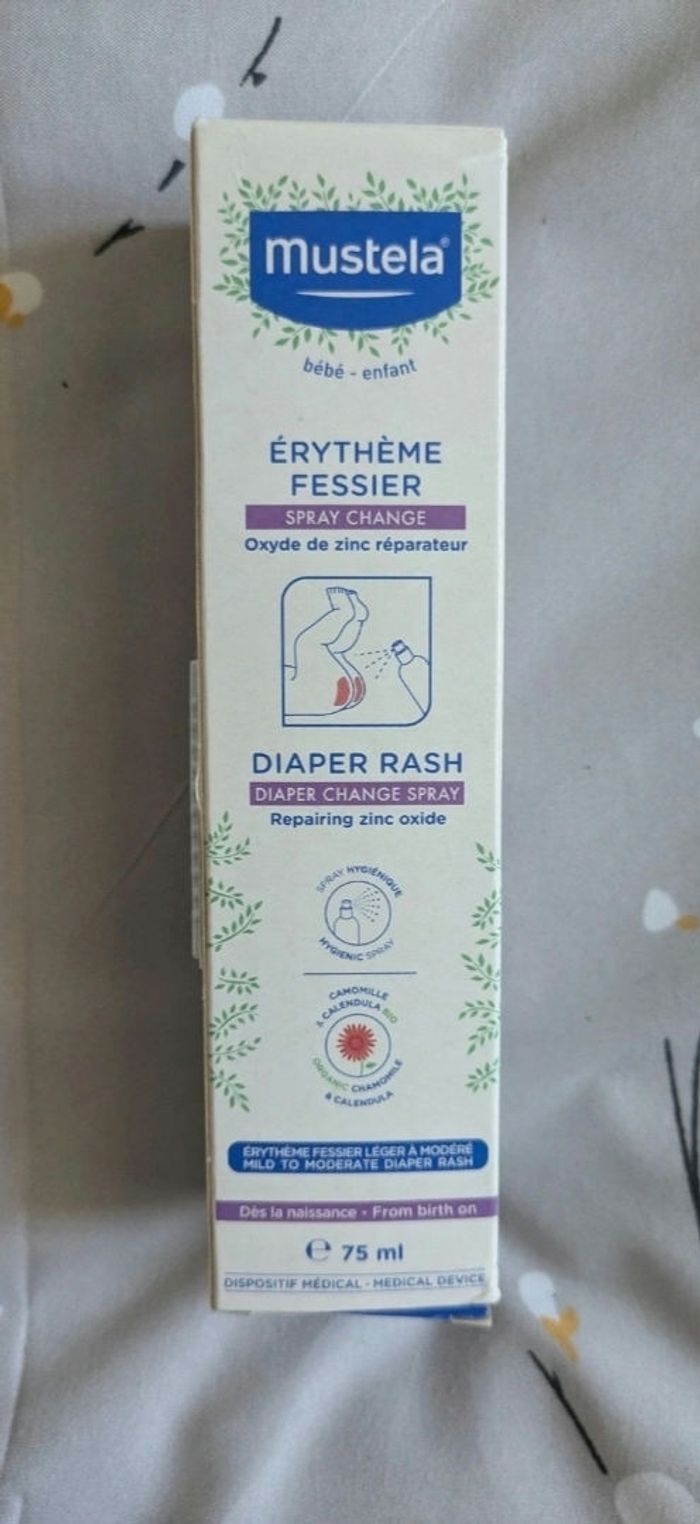 mustela®
bébé - enfant
ÉRYTHÈME
FESSIER
SPRAY CHANGE
Oxyde de zinc réparateur
DIAPER RASH
DIAPER CHANGE SPRAY
Repairing zinc oxide
SPRAY HYGIÉNIQUE
HYGIENIC SPRAY
CAMOMILLE
& CALENDULA BIO
ORGANIC CHAMOMILE
& CALENDULA
ÉRYTHÈME FESSIER LÉGER À MODÉRÉ
MILD TO MODERATE DIAPER RASH
Dès la naissance • From birth on
℮ 75 ml
DISPOSITIF MÉDICAL - MEDICAL DEVICE